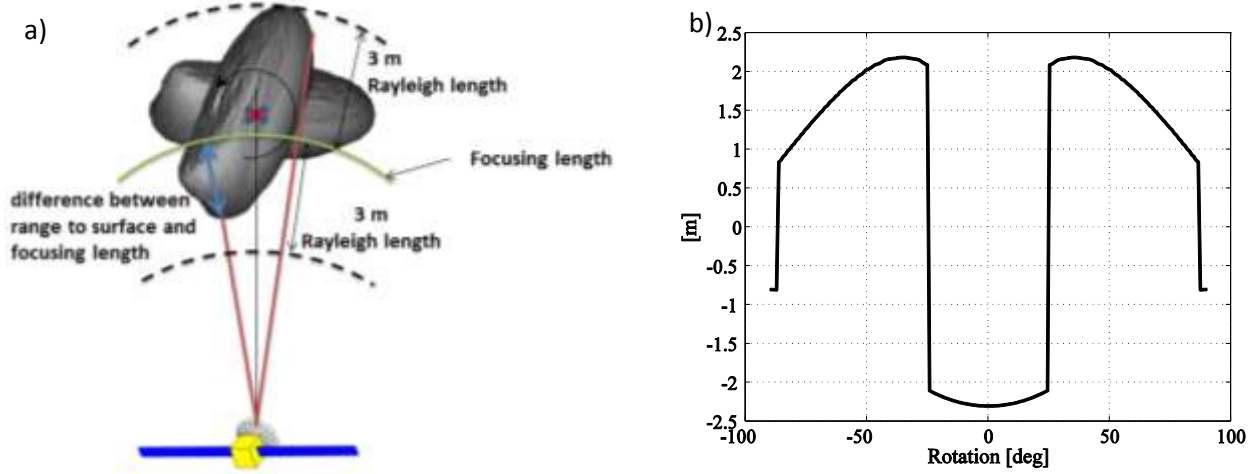 a)
3 m
Rayleigh length
Focusing length
difference between
range to surface and
focusing length
3 m
Rayleigh length
b)
2.5
2
1.5
1
0.5
0
-0.5
-1
-1.5
-2
-2.5
[m]
-100
-50
0
50
100
Rotation [deg]